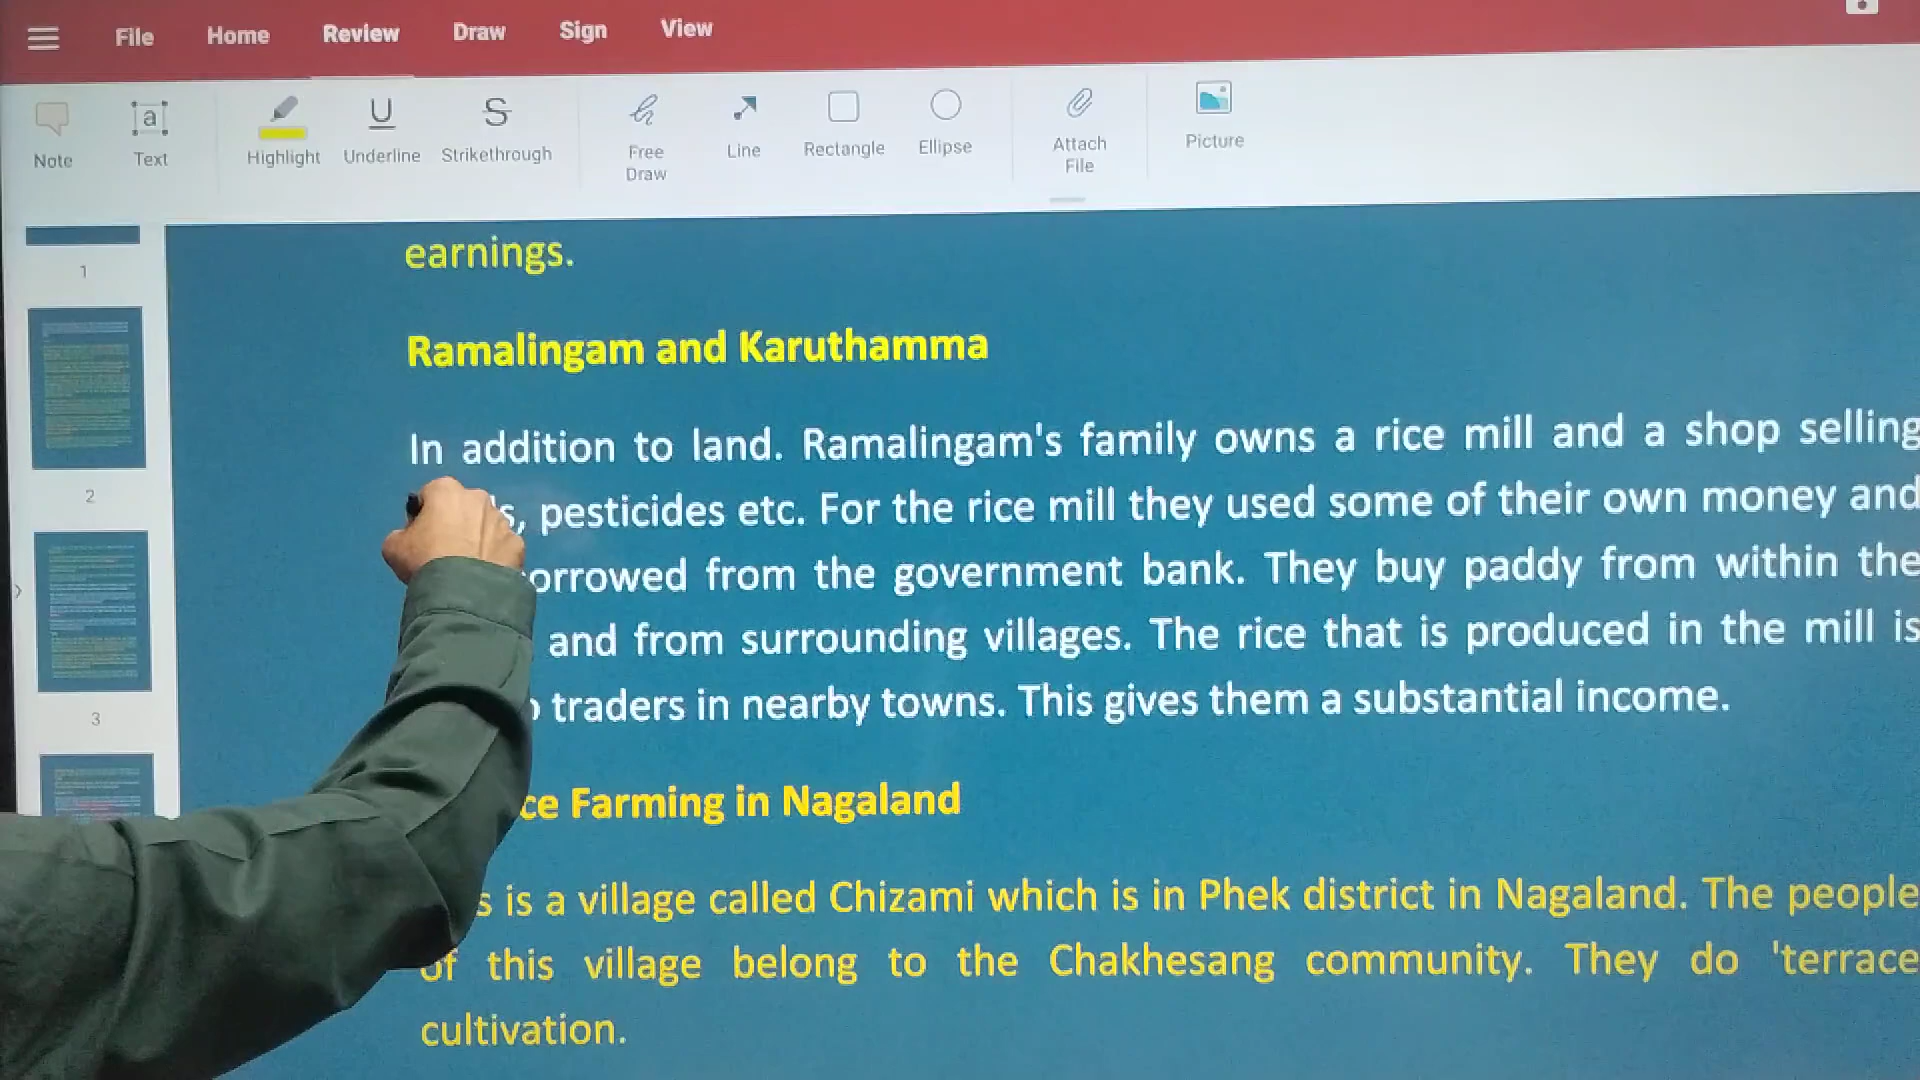 File Home Review Draw Sign View
Note Text Highlight Underline Strikethrough Free Draw Line Rectangle Ellipse Attach File Picture
1
2
3
earnings.
Ramalingam and Karuthamma
In addition to land. Ramalingam's family owns a rice mill and a shop selling
pesticides etc. For the rice mill they used some of their own money and
from the government bank. They buy paddy from within the
and from surrounding villages. The rice that is produced in the mill is
traders in nearby towns. This gives them a substantial income.
Farming in Nagaland
is a village called Chizami which is in Phek district in Nagaland. The people
of this village belong to the Chakhesang community. They do 'terrace
cultivation.